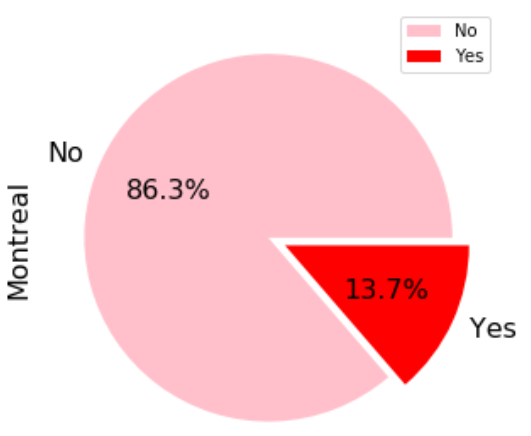 No
Yes
No
86.3%
Montreal
13.7%
Yes